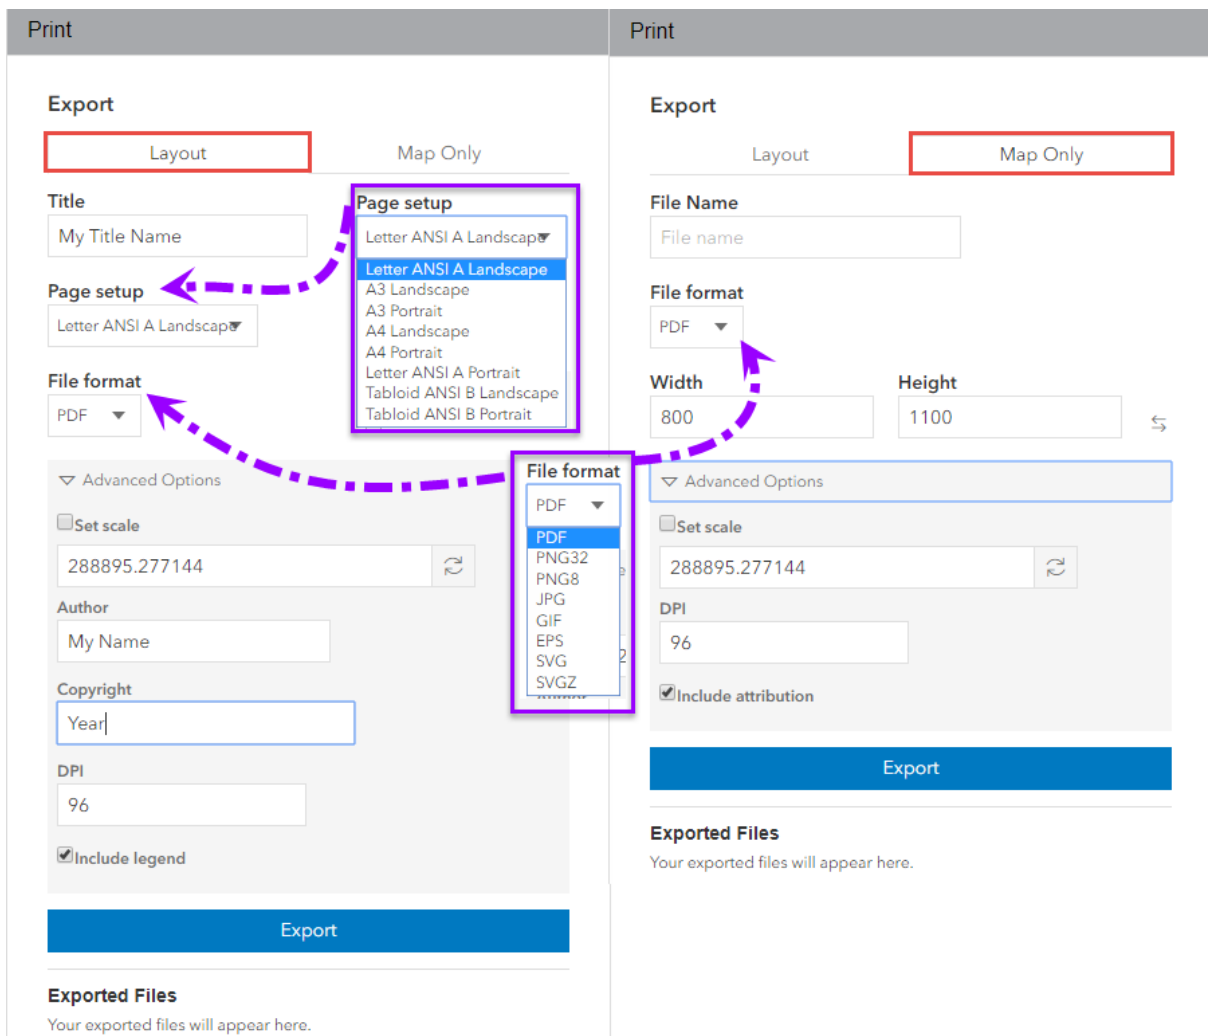 Print
Export
Layout
Map Only
Title
My Title Name
Page setup
Letter ANSI A Landscape
File format
PDF
Advanced Options
Set scale
288895.277144
Author
My Name
Copyright
Year
DPI
96
Include legend
Export
Exported Files
Your exported files will appear here.
Page setup
Letter ANSI A Landscape
Letter ANSI A Landscape
A3 Landscape
A3 Portrait
A4 Landscape
A4 Portrait
Letter ANSI A Portrait
Tabloid ANSI B Landscape
Tabloid ANSI B Portrait
File format
PDF
PDF
PNG32
PNG8
JPG
GIF
EPS
SVG
SVGZ
Print
Export
Layout
Map Only
File Name
File name
File format
PDF
Width
Height
800
1100
Advanced Options
Set scale
288895.277144
DPI
96
Include attribution
Export
Exported Files
Your exported files will appear here.